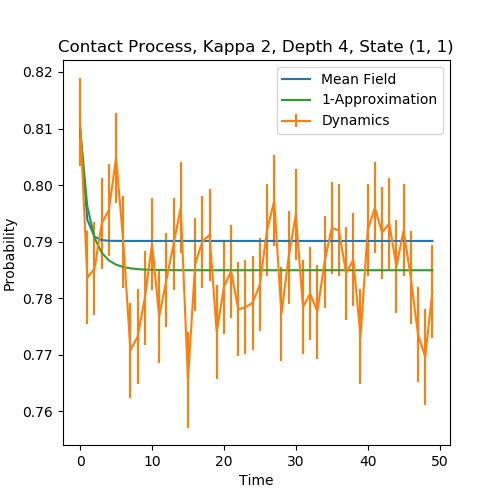 Contact Process, Kappa 2, Depth 4, State (1, 1)
Mean Field
1-Approximation
Dynamics
0.82
0.81
0.80
0.79
0.78
0.77
0.76
Probability
0 10 20 30 40 50
Time